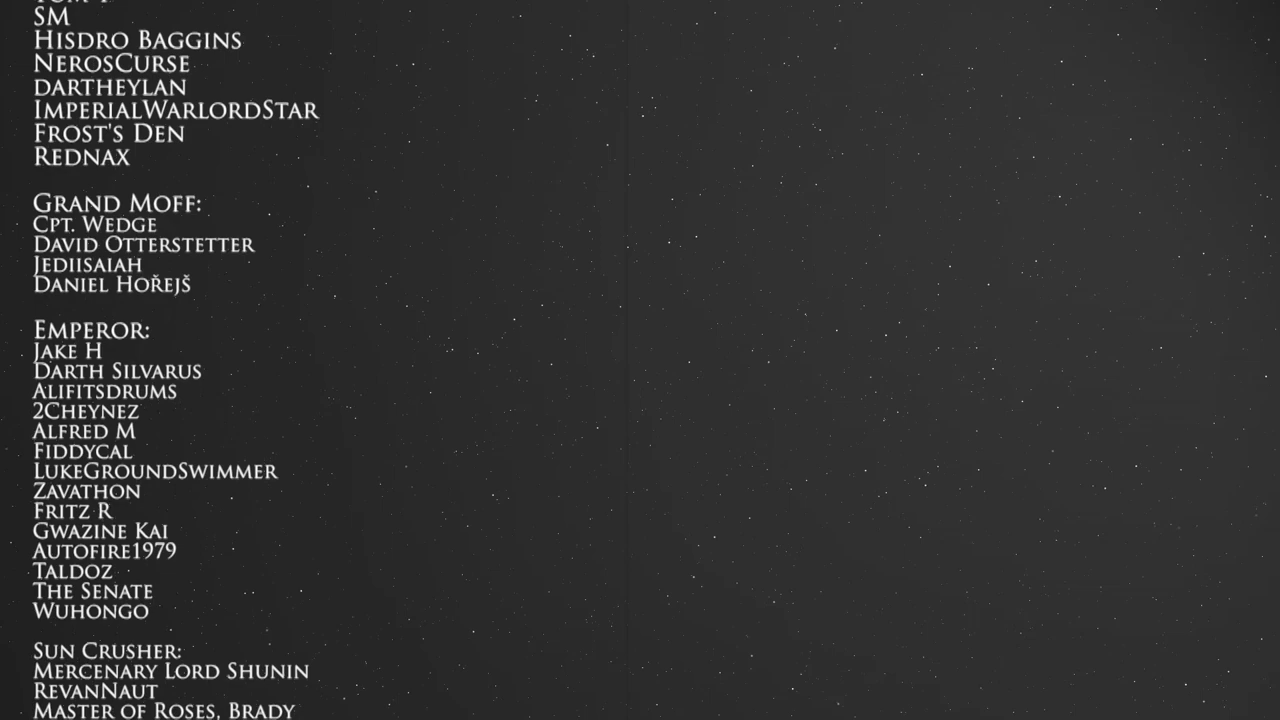 SM
Hisdro Baggins
NerosCurse
dartheylan
ImperialWarlordStar
Frost's Den
Rednax
Grand Moff:
Cpt. Wedge
David Otterstetter
Jediisaiah
Daniel Hořejš
Emperor:
Jake H
Darth Silvarus
Alifitsdrums
2Cheynez
Alfred M
Fiddycal
LukeGroundSwimmer
Zavathon
Fritz R
Gwazine Kai
Autofire1979
Taldoz
The Senate
Wuhongo
Sun Crusher:
Mercenary Lord Shunin
RevanNaut
Master of Roses, Brady